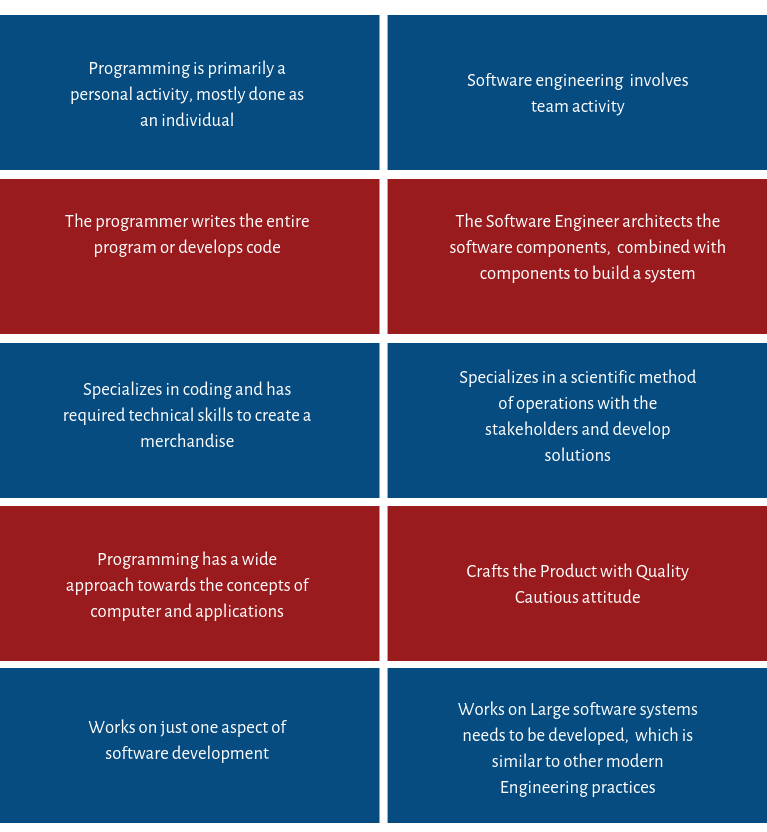 Programming is primarily a
personal activity, mostly done as
an individual
Software engineering  involves
team activity
The programmer writes the entire
program or develops code
The Software Engineer architects the
software components,  combined with
components to build a system
Specializes in coding and has
required technical skills to create a
merchandise
Specializes in a scientific method
of operations with the
stakeholders and develop
solutions
Programming has a wide
approach towards the concepts of
computer and applications
Crafts the Product with Quality
Cautious attitude
Works on just one aspect of
software development
Works on Large software systems
needs to be developed,  which is
similar to other modern
Engineering practices